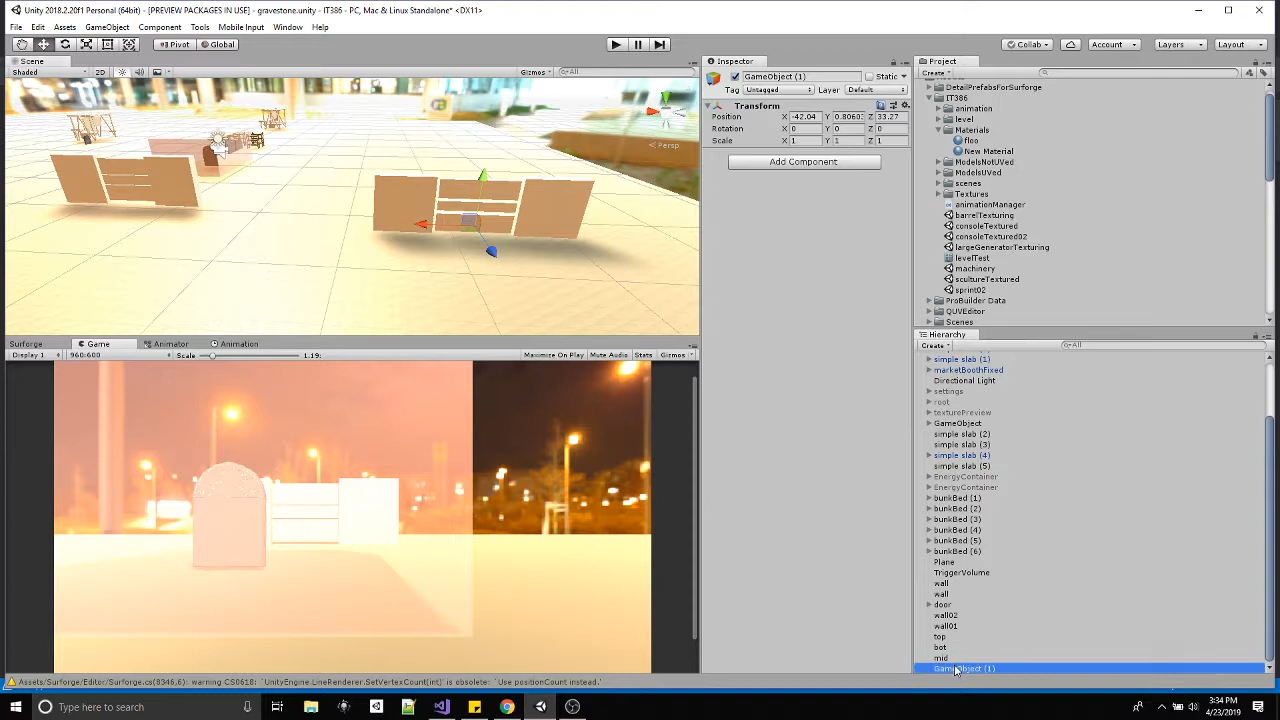 Unity 2018.2.20f1 Personal (64bit) - [PREVIEW PACKAGES IN USE] - gravestone.unity - IT386 - PC, Mac & Linux Standalone* <DX11>
File Edit Assets GameObject Component Tools Mobile Input Window Help
Pivot Global Collab Account Layers Layout
Scene
Shaded 2D Gizmos All
Persp
Inspector
GameObject (1) Static
Tag Untagged Layer Default
Transform
Position X -42.04 Y 0.8060 Z 23.27
Rotation X 0 Y 0 Z 0
Scale X 1 Y 1 Z 1
Add Component
Project
Create
DetailPrefabsForSurforge
IT386
animation
level
Materials
floo
New Material
ModelsNotUVed
ModelsUVed
scenes
Textures
animationManager
barrelTexturing
consoleTextured
consoleTextured02
largeGeneratorTexturing
levelTest
machinery
scultureTextured
sprint02
ProBuilder Data
QUVEditor
Scenes
Surforge Game Animator Animation
Display 1 960:600 Scale 1.19: Maximize On Play Mute Audio Stats Gizmos
Hierarchy
Create All
simple slab (1)
marketBoothFixed
Directional Light
settings
root
texturePreview
GameObject
simple slab (2)
simple slab (3)
simple slab (4)
simple slab (5)
EnergyContainer
EnergyContainer
bunkBed (1)
bunkBed (2)
bunkBed (3)
bunkBed (4)
bunkBed (5)
bunkBed (6)
Plane
TriggerVolume
wall
wall
door
wall02
wall01
top
bot
mid
GameObject (1)
Assets/Surforge/Editor/Surforge.cs(8346,6): warning CS0618: `UnityEngine.LineRenderer.SetVertexCount(int)' is obsolete: `Use positionCount instead.'
Type here to search
3:34 PM
4/23/2019